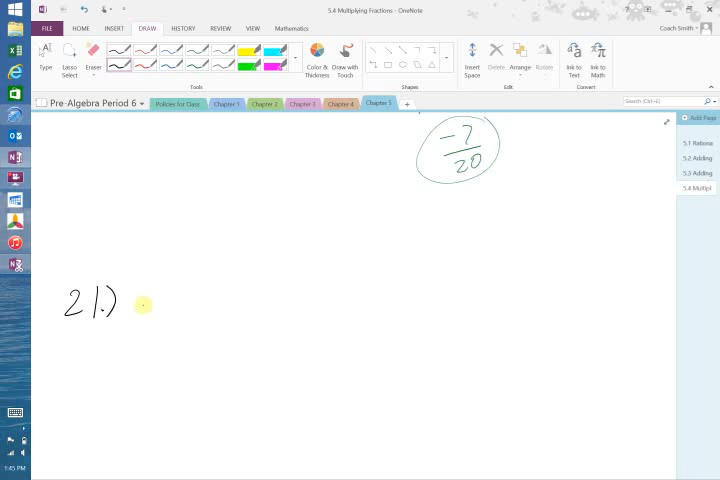 5.4 Multiplying Fractions - OneNote
FILE HOME INSERT DRAW HISTORY REVIEW VIEW Mathematics Coach Smith
Type Lasso Select Eraser Color & Thickness Draw with Touch Insert Space Delete Arrange Rotate Ink to Text Ink to Math
Tools Shapes Edit Convert
Pre-Algebra Period 6 Policies for Class Chapter 1 Chapter 2 Chapter 3 Chapter 4 Chapter 5 + Search (Ctrl+E)
Add Page
5.1 Rationa
5.2 Adding
5.3 Adding
5.4 Multipl
-7
20
21.)
1:45 PM